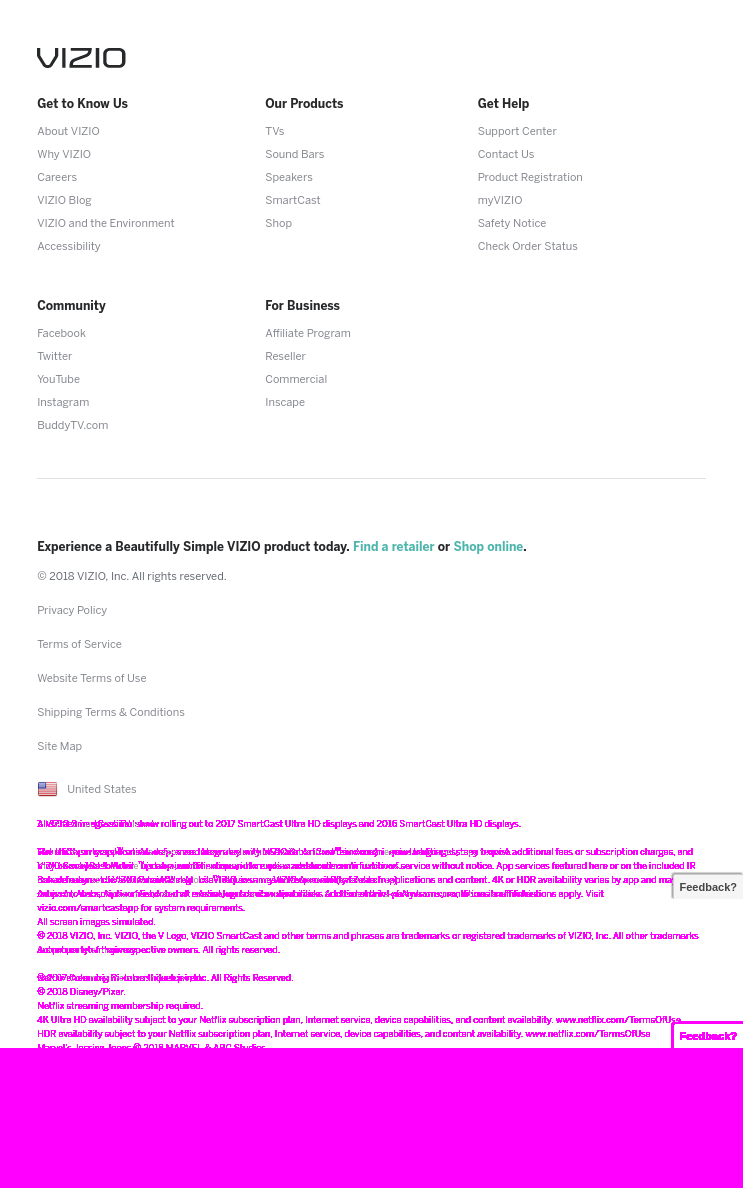 VIZIO
Get to Know Us
About VIZIO
Why VIZIO
Careers
VIZIO Blog
VIZIO and the Environment
Accessibility
Our Products
TVs
Sound Bars
Speakers
SmartCast
Shop
Get Help
Support Center
Contact Us
Product Registration
myVIZIO
Safety Notice
Check Order Status
Community
Facebook
Twitter
YouTube
Instagram
BuddyTV.com
For Business
Affiliate Program
Reseller
Commercial
Inscape
Experience a Beautifully Simple VIZIO product today. Find a retailer or Shop online.
© 2018 VIZIO, Inc. All rights reserved.
Privacy Policy
Terms of Service
Website Terms of Use
Shipping Terms & Conditions
Site Map
United States
rolling out to 2017 SmartCast Ultra HD displays and 2016 SmartCast Ultra HD displays.
additional fees or subscription charges, and
service without notice. App services featured here or on the included IR
applications and content. 4K or HDR availability varies by app and
apply. Visit
vizio.com/smartcastapp for system requirements.
Feedback?
All screen images simulated.
© 2018 VIZIO, Inc. VIZIO, the V Logo, VIZIO SmartCast and other terms and phrases are trademarks or registered trademarks of VIZIO, Inc. All other trademarks
respective owners. All rights reserved.
All Rights Reserved.
© 2018 Disney/Pixar.
Netflix streaming membership required.
4K Ultra HD availability subject to your Netflix subscription plan, Internet service, device capabilities, and content availability. www.netflix.com/TermsOfUse
HDR availability subject to your Netflix subscription plan, Internet service, device capabilities, and content availability. www.netflix.com/TermsOfUse
Feedback?
Marvel's Jessica Jones © 2018 MARVEL & ABC Studios